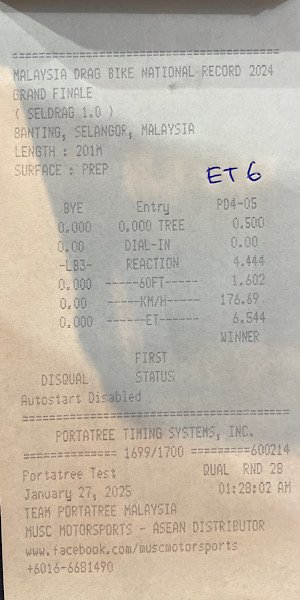 ==============================
MALAYSIA DRAG BIKE NATIONAL RECORD 2024
GRAND FINALE
( SELDRAG 1.0 )
BANTING, SELANGOR, MALAYSIA
LENGTH : 201M
SURFACE : PREP
ET 6
BYE Entry PD4-05
0.000 0.000 TREE 0.500
0.00 DIAL-IN 0.00
-LB3- REACTION 4.444
0.000 -----60FT----- 1.602
0.00 -----KM/H----- 176.69
0.000 ------ET------ 6.544
WINNER
FIRST
DISQUAL STATUS
Autostart Disabled
==============================
PORTATREE TIMING SYSTEMS, INC.
============== 1699/1700 =========600214
Portatree Test QUAL RND 28
January 27, 2025 01:28:02 AM
TEAM PORTATREE MALAYSIA
MUSC MOTORSPORTS - ASEAN DISTRIBUTOR
www.facebook.com/muscmotorsports
+6016-6681490